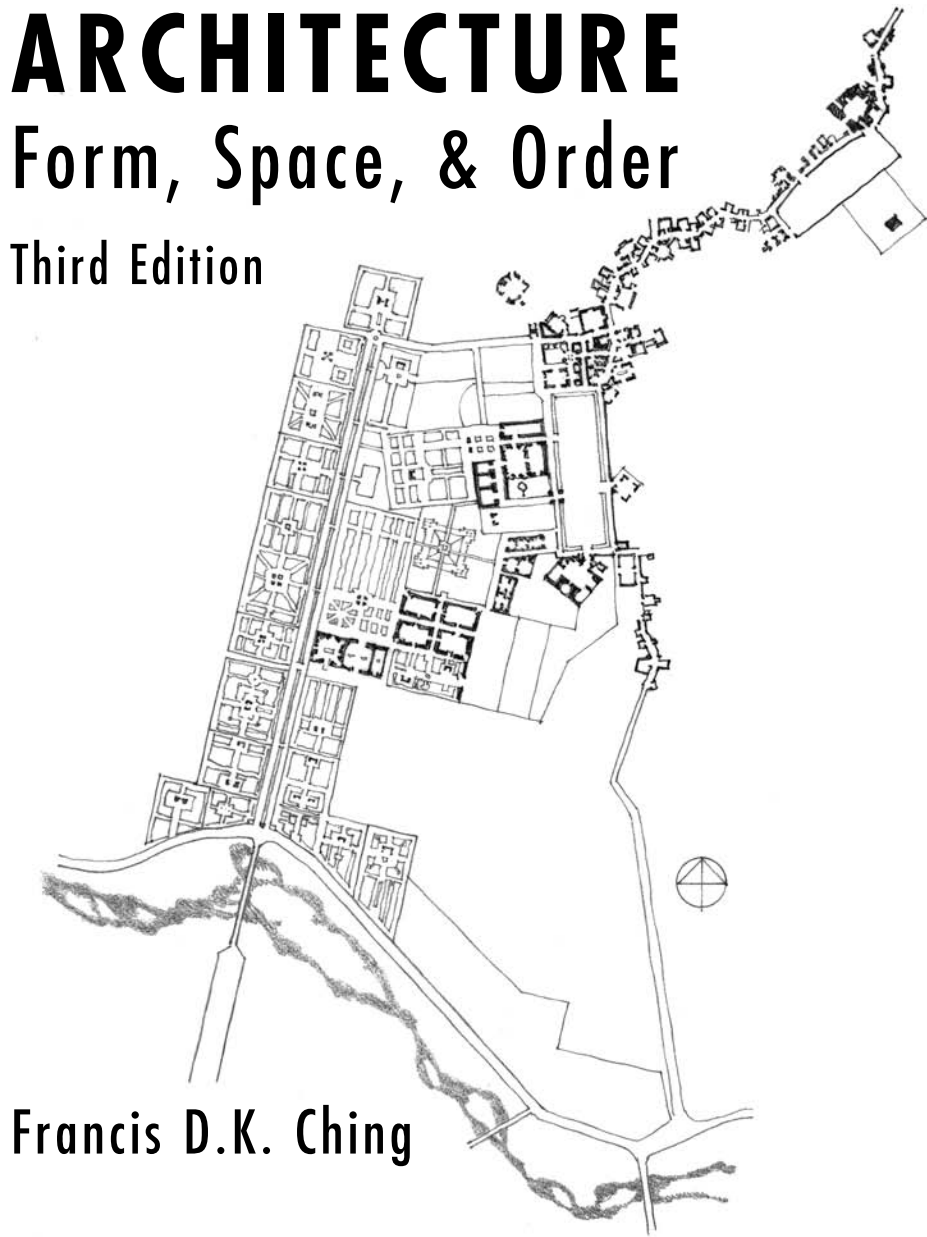 ARCHITECTURE
Form, Space, & Order
Third Edition
Francis D.K. Ching